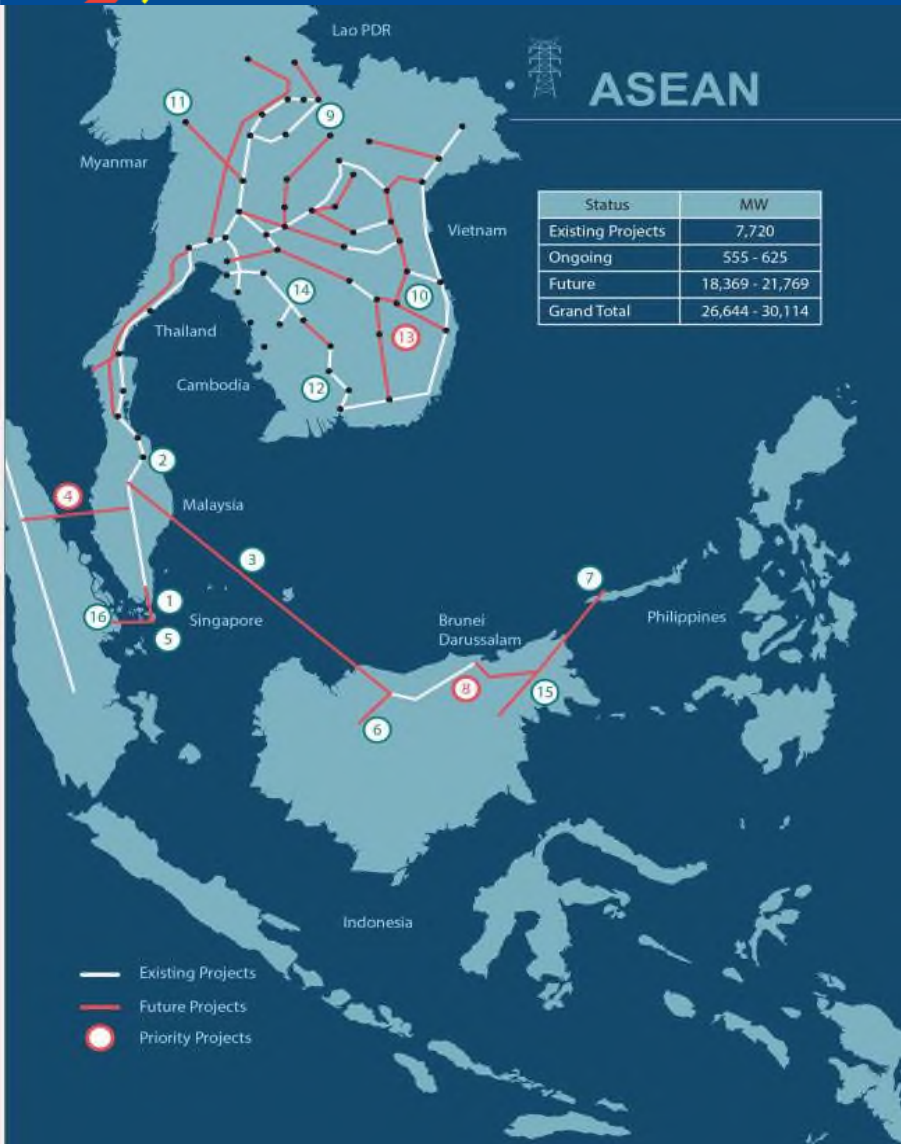 Lao PDR
ASEAN
11
9
Myanmar
Vietnam
Status MW
Existing Projects 7,720
Ongoing 555 - 625
Future 18,369 - 21,769
Grand Total 26,644 - 30,114
14
10
Thailand
13
Cambodia
12
2
4
Malaysia
3
7
1
16
Singapore
5
Brunei
Darussalam
Philippines
8
15
6
Indonesia
Existing Projects
Future Projects
Priority Projects